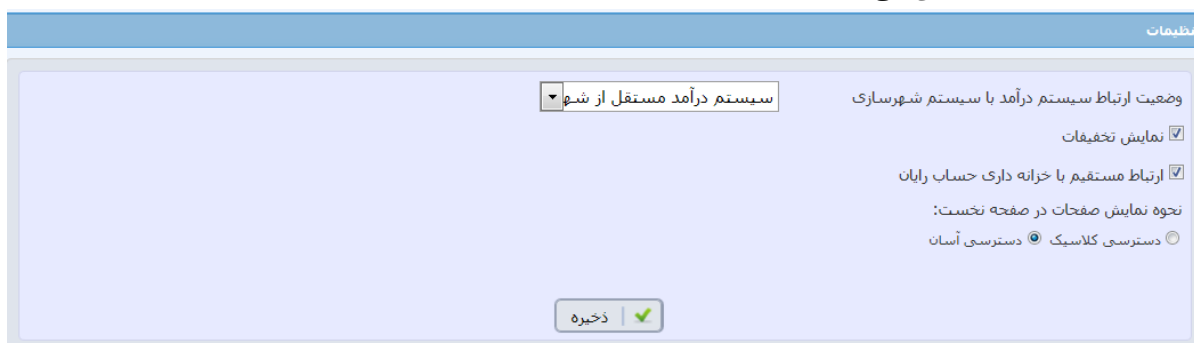 تنظیمات
وضعیت ارتباط سیستم درآمد با سیستم شهرسازی سیستم درآمد مستقل از شه
نمایش تخفیفات
ارتباط مستقیم با خزانه داری حساب رایان
نحوه نمایش صفحات در صفحه نخست:
دسترسی کلاسیک دسترسی آسان
ذخیره